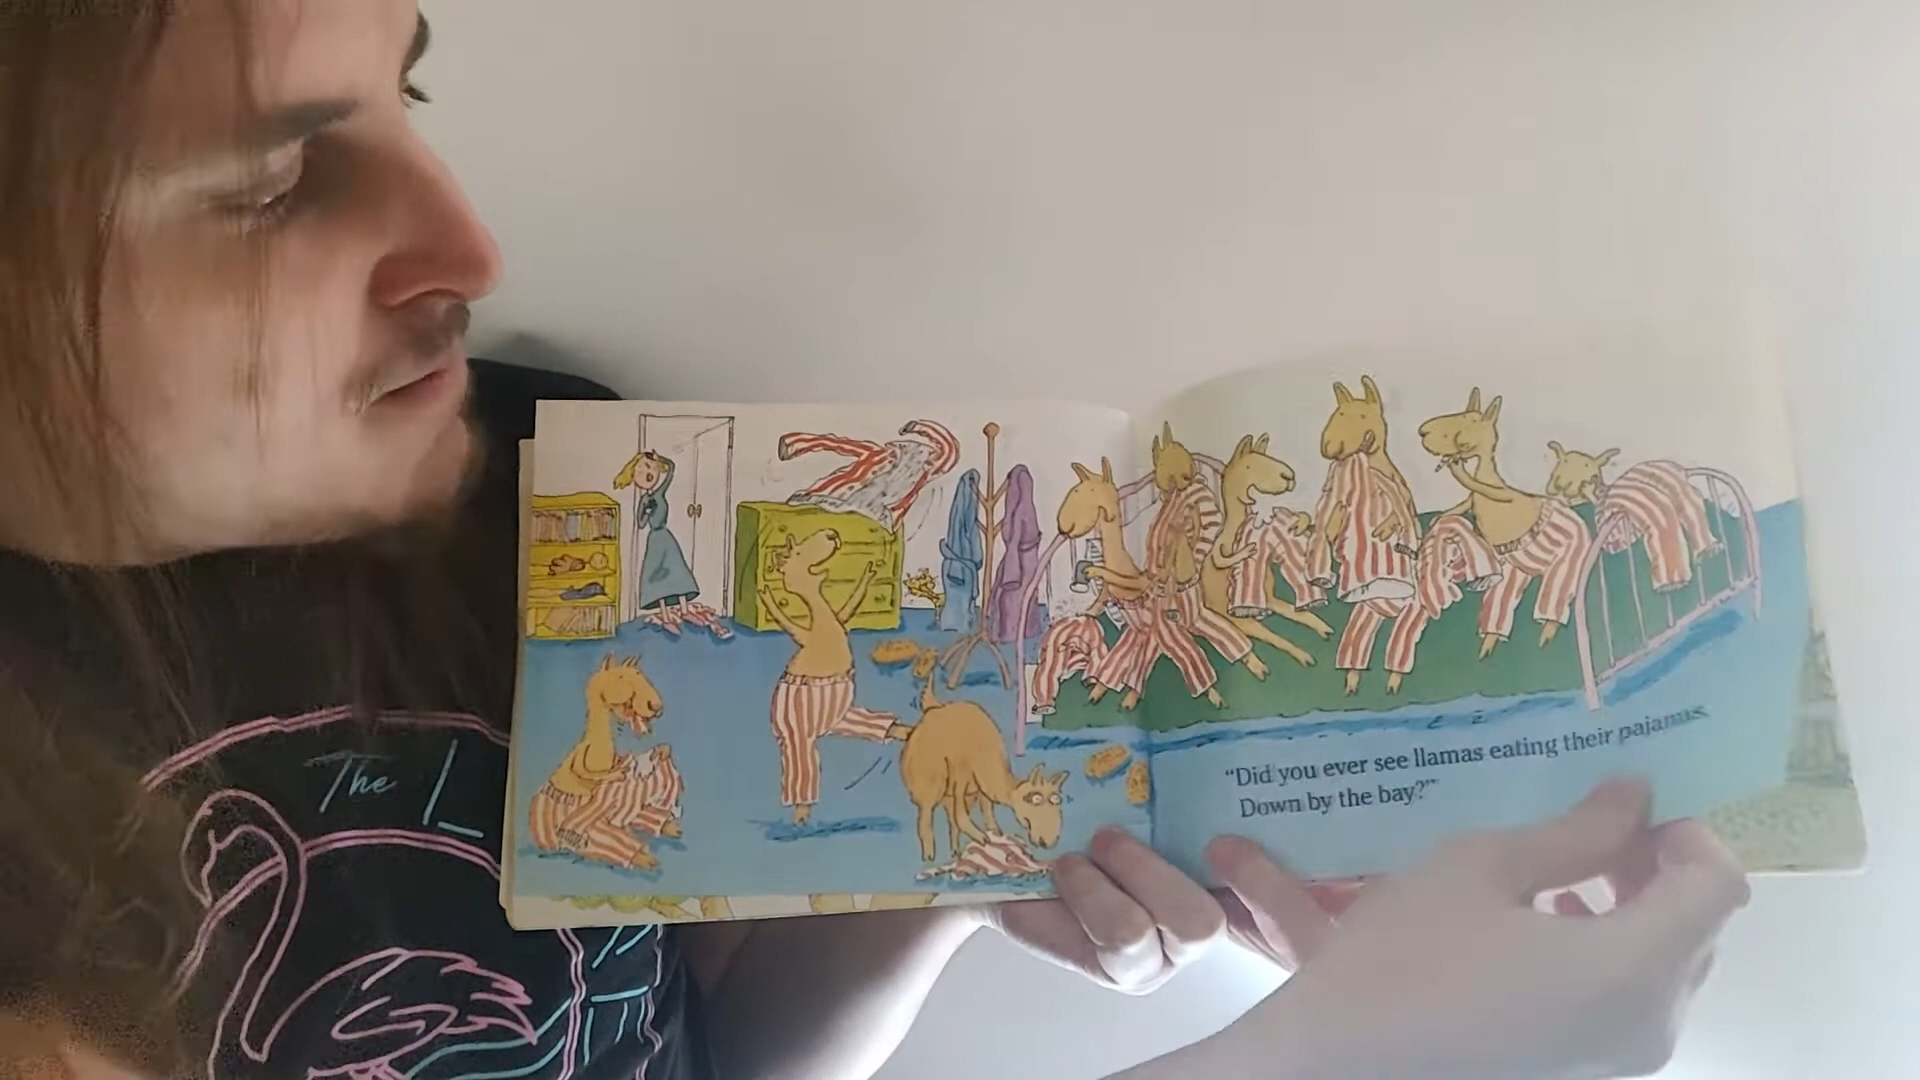 The L
"Did you ever see llamas eating their pajamas
Down by the bay?"